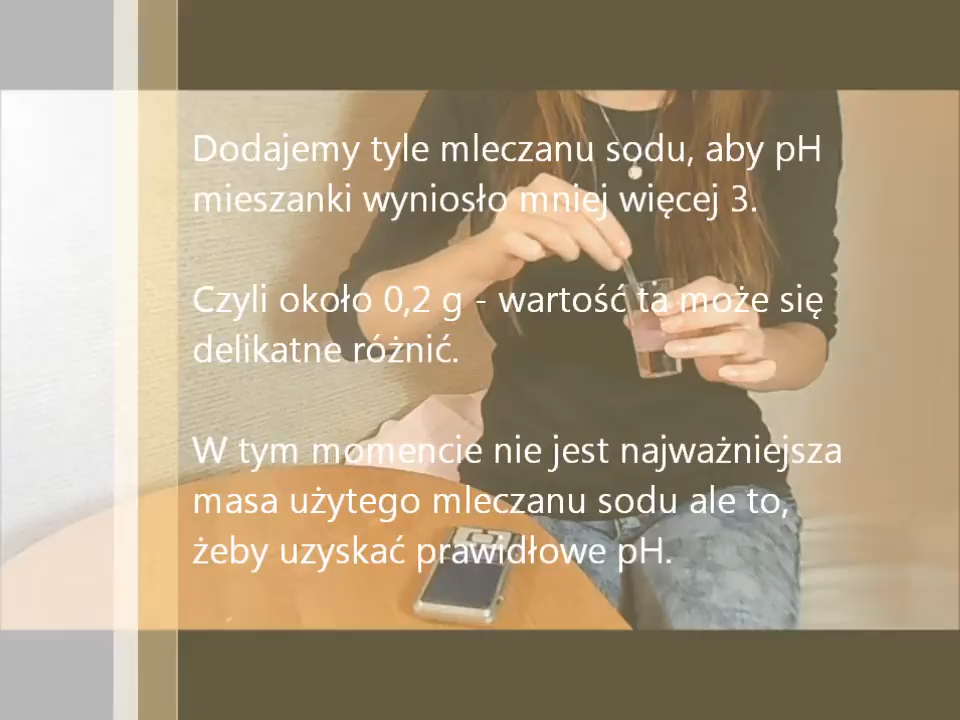 Dodajemy tyle mleczanu sodu, aby pH
mieszanki wyniosło mniej więcej 3.
Czyli około 0,2 g - wartość ta może się
delikatne różnić.
W tym momencie nie jest najważniejsza
masa użytego mleczanu sodu ale to,
żeby uzyskać prawidłowe pH.